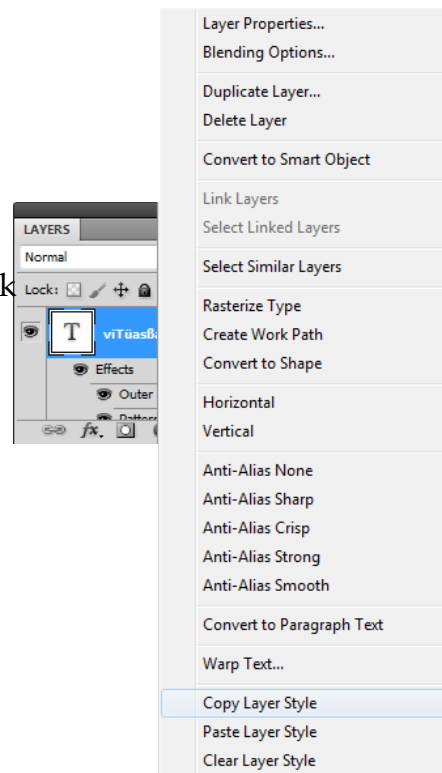 Layer Properties...
Blending Options...
Duplicate Layer...
Delete Layer
Convert to Smart Object
Link Layers
Select Linked Layers
Select Similar Layers
Rasterize Type
Create Work Path
Convert to Shape
Horizontal
Vertical
Anti-Alias None
Anti-Alias Sharp
Anti-Alias Crisp
Anti-Alias Strong
Anti-Alias Smooth
Convert to Paragraph Text
Warp Text...
Copy Layer Style
Paste Layer Style
Clear Layer Style
LAYERS
Normal
k
Lock:
T
Effects
Outer
fx.